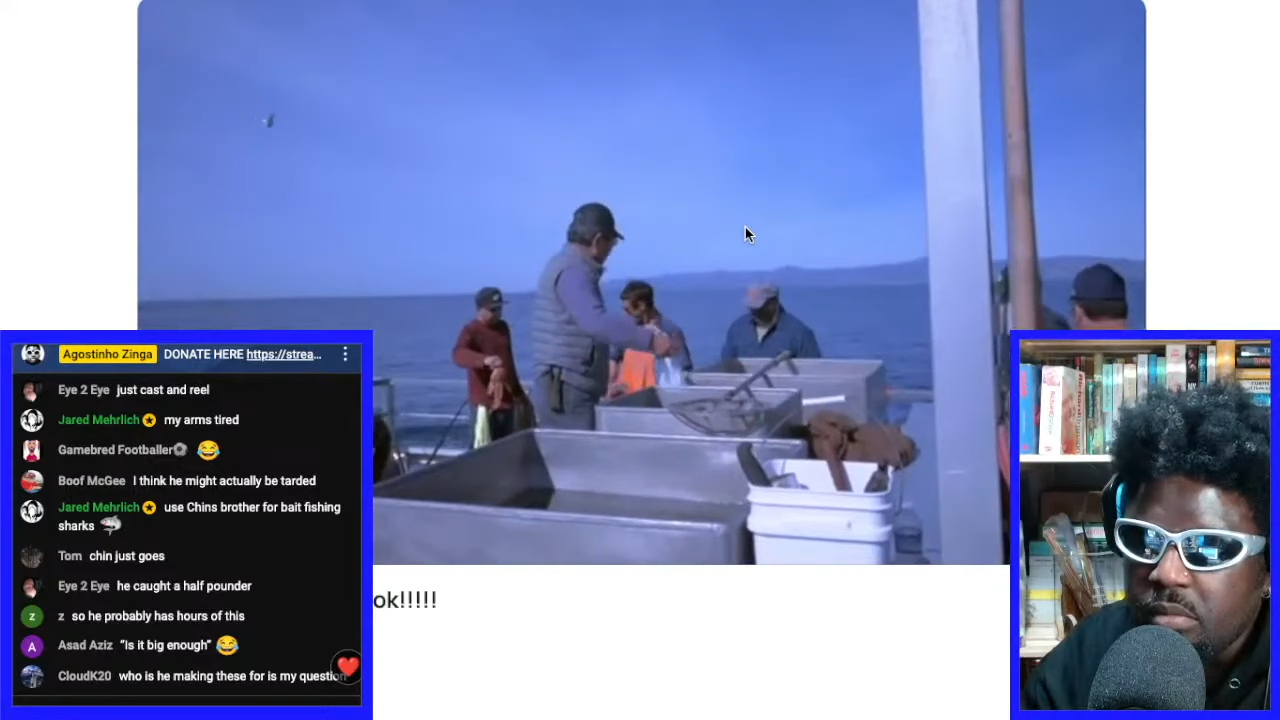 Agostinho Zinga DONATE HERE https://strea...
Eye 2 Eye just cast and reel
Jared Mehrlich my arms tired
Gamebred Footballer⚽ 😂
Boof McGee I think he might actually be tarded
Jared Mehrlich use Chins brother for bait fishing
sharks 🦈
Tom chin just goes
Eye 2 Eye he caught a half pounder
z z so he probably has hours of this
A Asad Aziz “Is it big enough” 😂
CloudK20 who is he making these for is my question
ok!!!!!